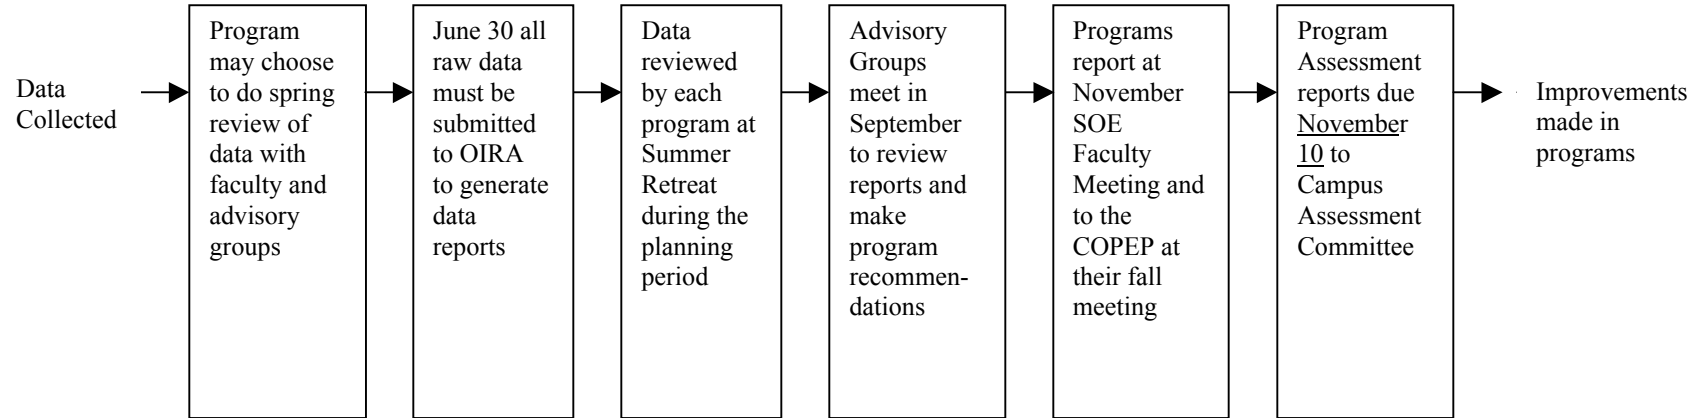 Data
Collected
Program
may choose
to do spring
review of
data with
faculty and
advisory
groups
June 30 all
raw data
must be
submitted
to OIRA
to generate
data
reports
Data
reviewed
by each
program at
Summer
Retreat
during the
planning
period
Advisory
Groups
meet in
September
to review
reports and
make
program
recommen-
dations
Programs
report at
November
SOE
Faculty
Meeting and
to the
COPEP at
their fall
meeting
Program
Assessment
reports due
November
10 to
Campus
Assessment
Committee
Improvements
made in
programs